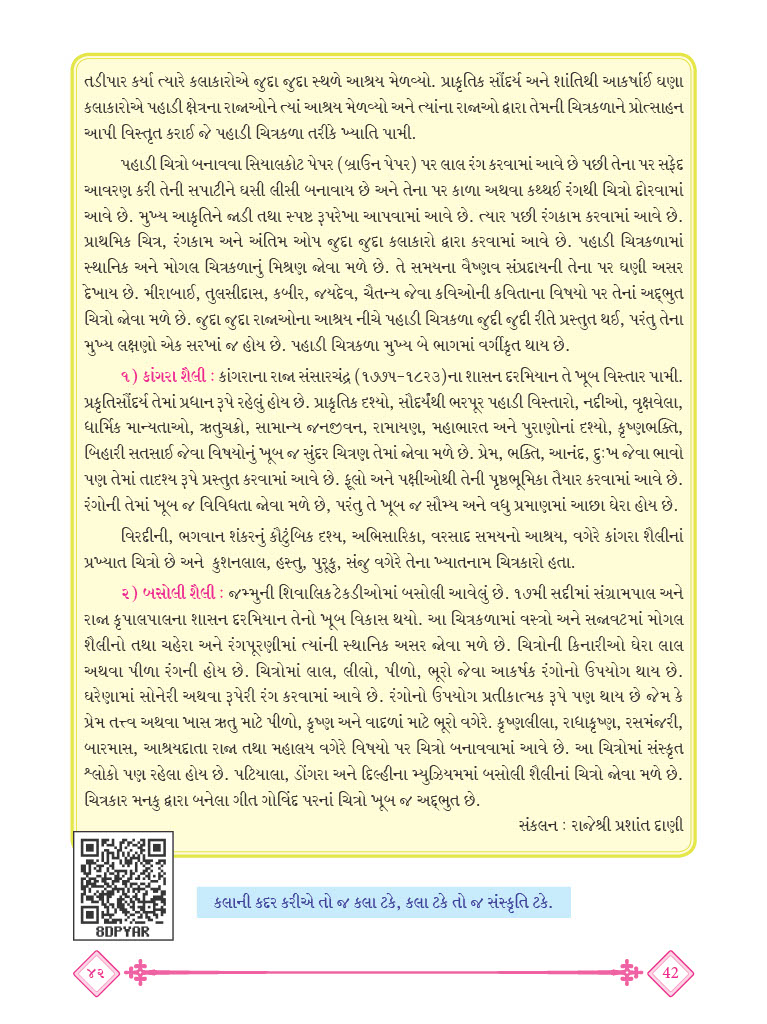 તડીપાર કર્યા ત્યારે કલાકારોએ જુદા જુદા સ્થળે આશ્રય મેળવ્યો. પ્રાકૃતિક સૌંદર્ય અને શાંતિથી આકર્ષાઈ ઘણા
કલાકારોએ પહાડી ક્ષેત્રના રાજાઓને ત્યાં આશ્રય મેળવ્યો અને ત્યાંના રાજાઓ દ્વારા તેમની ચિત્રકળાને પ્રોત્સાહન
આપી વિસ્તૃત કરાઈ જે પહાડી ચિત્રકળા તરીકે ખ્યાતિ પામી.
પહાડી ચિત્રો બનાવવા સિયાલકોટ પેપર (બ્રાઉન પેપર) પર લાલ રંગ કરવામાં આવે છે પછી તેના પર સફેદ
આવરણ કરી તેની સપાટીને ઘસી લીસી બનાવાય છે અને તેના પર કાળા અથવા કથ્થઈ રંગથી ચિત્રો દોરવામાં
આવે છે. મુખ્ય આકૃતિને જાડી તથા સ્પષ્ટ રૂપરેખા આપવામાં આવે છે. ત્યાર પછી રંગકામ કરવામાં આવે છે.
પ્રાથમિક ચિત્ર, રંગકામ અને અંતિમ ઓપ જુદા જુદા કલાકારો દ્વારા કરવામાં આવે છે. પહાડી ચિત્રકળામાં
સ્થાનિક અને મોગલ ચિત્રકળાનું મિશ્રણ જોવા મળે છે. તે સમયના વૈષ્ણવ સંપ્રદાયની તેના પર ઘણી અસર
દેખાય છે. મીરાબાઈ, તુલસીદાસ, કબીર, જયદેવ, ચૈતન્ય જેવા કવિઓની કવિતાના વિષયો પર તેનાં અદ્ભુત
ચિત્રો જોવા મળે છે. જુદા જુદા રાજાઓના આશ્રય નીચે પહાડી ચિત્રકળા જુદી જુદી રીતે પ્રસ્તુત થઈ, પરંતુ તેના
મુખ્ય લક્ષણો એક સરખાં જ હોય છે. પહાડી ચિત્રકળા મુખ્ય બે ભાગમાં વર્ગીકૃત થાય છે.
૧) કાંગરા શૈલી : કાંગરાના રાજા સંસારચંદ્ર (૧૭૭૫-૧૮૨૩)ના શાસન દરમિયાન તે ખૂબ વિસ્તાર પામી.
પ્રકૃતિસૌંદર્ય તેમાં પ્રધાન રૂપે રહેલું હોય છે. પ્રાકૃતિક દશ્યો, સૌદર્યથી ભરપૂર પહાડી વિસ્તારો, નદીઓ, વૃક્ષવેલા,
ધાર્મિક માન્યતાઓ, ઋતુચક્રો, સામાન્ય જનજીવન, રામાયણ, મહાભારત અને પુરાણોનાં દશ્યો, કૃષ્ણભક્તિ,
બિહારી સતસાઈ જેવા વિષયોનું ખૂબ જ સુંદર ચિત્રણ તેમાં જોવા મળે છે. પ્રેમ, ભક્તિ, આનંદ, દુઃખ જેવા ભાવો
પણ તેમાં તાદશ્ય રૂપે પ્રસ્તુત કરવામાં આવે છે. ફૂલો અને પક્ષીઓથી તેની પૃષ્ઠભૂમિકા તૈયાર કરવામાં આવે છે.
રંગોની તેમાં ખૂબ જ વિવિધતા જોવા મળે છે, પરંતુ તે ખૂબ જ સૌમ્ય અને વધુ પ્રમાણમાં આછા ઘેરા હોય છે.
વિરદીની, ભગવાન શંકરનું કૌટુંબિક દશ્ય, અભિસારિકા, વરસાદ સમયનો આશ્રય, વગેરે કાંગરા શૈલીનાં
પ્રખ્યાત ચિત્રો છે અને કુશનલાલ, હસ્તુ, પુરૂકુ, સંજુ વગેરે તેના ખ્યાતનામ ચિત્રકારો હતા.
૨) બસોલી શૈલી : જમ્મુની શિવાલિકટેકડીઓમાં બસોલી આવેલું છે. ૧૭મી સદીમાં સંગ્રામપાલ અને
રાજા કૃપાલપાલના શાસન દરમિયાન તેનો ખૂબ વિકાસ થયો. આ ચિત્રકળામાં વસ્ત્રો અને સજાવટમાં મોગલ
શૈલીનો તથા ચહેરા અને રંગપૂરણીમાં ત્યાંની સ્થાનિક અસર જોવા મળે છે. ચિત્રોની કિનારીઓ ઘેરા લાલ
અથવા પીળા રંગની હોય છે. ચિત્રોમાં લાલ, લીલો, પીળો, ભૂરો જેવા આકર્ષક રંગોનો ઉપયોગ થાય છે.
ઘરેણામાં સોનેરી અથવા રૂપેરી રંગ કરવામાં આવે છે. રંગોનો ઉપયોગ પ્રતીકાત્મક રૂપે પણ થાય છે જેમ કે
પ્રેમ તત્ત્વ અથવા ખાસ ઋતુ માટે પીળો, કૃષ્ણ અને વાદળાં માટે ભૂરો વગેરે. કૃષ્ણલીલા, રાધાકૃષ્ણ, રસમંજરી,
બારમાસ, આશ્રયદાતા રાજા તથા મહાલય વગેરે વિષયો પર ચિત્રો બનાવવામાં આવે છે. આ ચિત્રોમાં સંસ્કૃત
શ્લોકો પણ રહેલા હોય છે. પટિયાલા, ડોંગરા અને દિલ્હીના મ્યુઝિયમમાં બસોલી શૈલીનાં ચિત્રો જોવા મળે છે.
ચિત્રકાર મનકુ દ્વારા બનેલા ગીત ગોવિંદ પરનાં ચિત્રો ખૂબ જ અદ્ભુત છે.
સંકલન : રાજેશ્રી પ્રશાંત દાણી
8DPYAR
કલાની કદર કરીએ તો જ કલા ટકે, કલા ટકે તો જ સંસ્કૃતિ ટકે.
૪૨
42